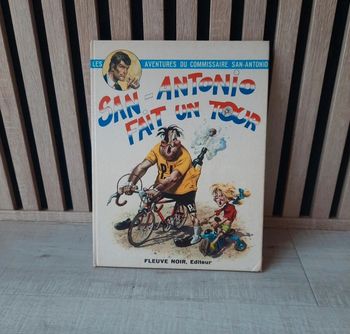 LES AVENTURES DU COMMISSAIRE SAN-ANTONIO
SAN-ANTONIO
FAIT UN TOUR
FLEUVE NOIR, Editeur